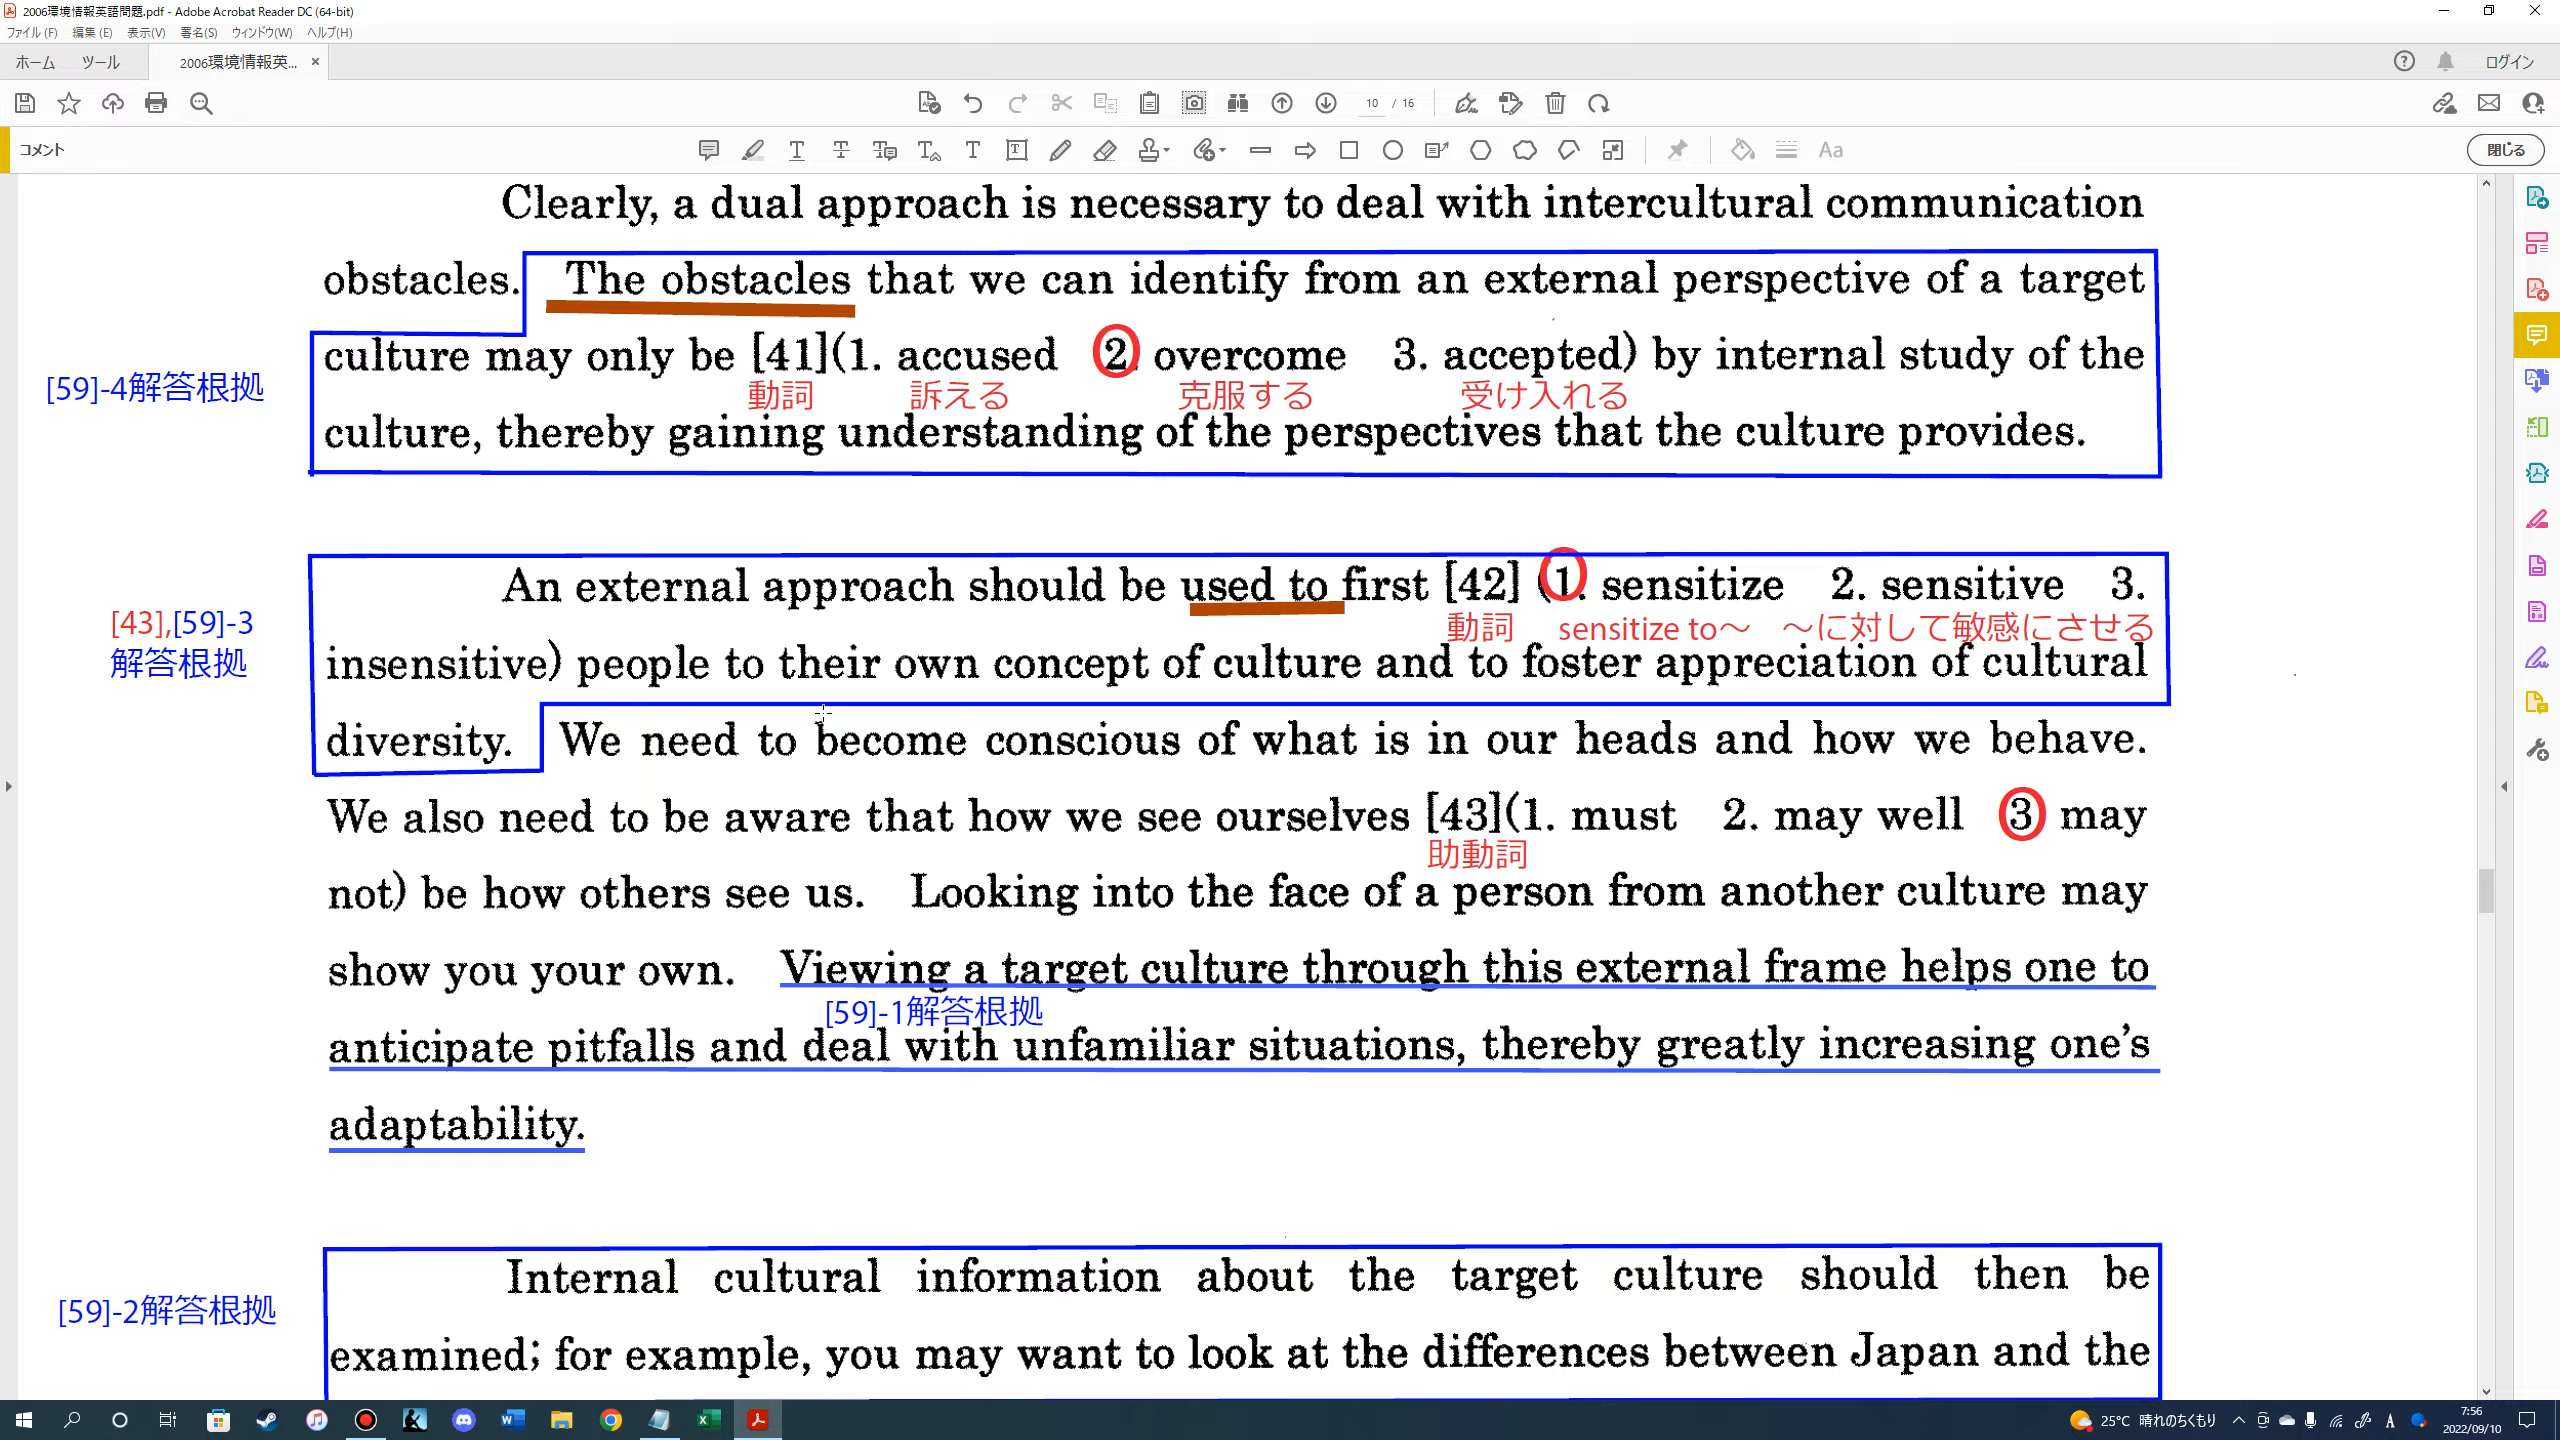 2006環境情報英語問題.pdf - Adobe Acrobat Reader DC (64-bit)
ファイル(F) 編集(E) 表示(V) 署名(S) ウィンドウ(W) ヘルプ(H)
ホーム ツール 2006環境情報英... × ログイン
10 / 16
コメント Aa 閉じる
Clearly, a dual approach is necessary to deal with intercultural communication
obstacles. The obstacles that we can identify from an external perspective of a target
culture may only be [41](1. accused 2. overcome 3. accepted) by internal study of the
[59]-4解答根拠
動詞 訴える 克服する 受け入れる
culture, thereby gaining understanding of the perspectives that the culture provides.
An external approach should be used to first [42] (1. sensitize 2. sensitive 3.
[43],[59]-3
動詞 sensitize to～ ～に対して敏感にさせる
解答根拠
insensitive) people to their own concept of culture and to foster appreciation of cultural
diversity. We need to become conscious of what is in our heads and how we behave.
We also need to be aware that how we see ourselves [43](1. must 2. may well 3 may
助動詞
not) be how others see us. Looking into the face of a person from another culture may
show you your own. Viewing a target culture through this external frame helps one to
[59]-1解答根拠
anticipate pitfalls and deal with unfamiliar situations, thereby greatly increasing one's
adaptability.
Internal cultural information about the target culture should then be
[59]-2解答根拠
examined; for example, you may want to look at the differences between Japan and the
25°C 晴れのちくもり A 7:56
2022/09/10